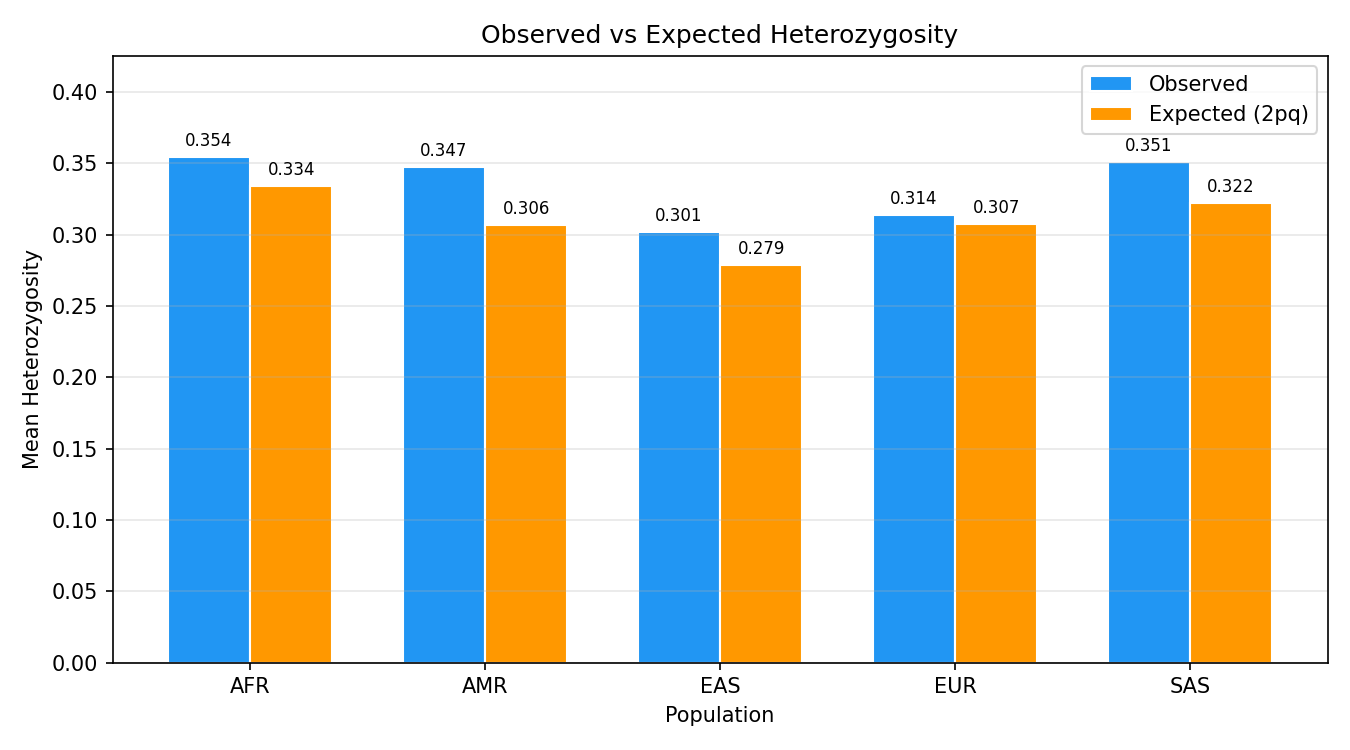 Observed vs Expected Heterozygosity
Observed
Expected (2pq)
Mean Heterozygosity
0.40
0.35
0.30
0.25
0.20
0.15
0.10
0.05
0.00
0.354
0.334
0.347
0.306
0.301
0.279
0.314
0.307
0.351
0.322
AFR
AMR
EAS
EUR
SAS
Population